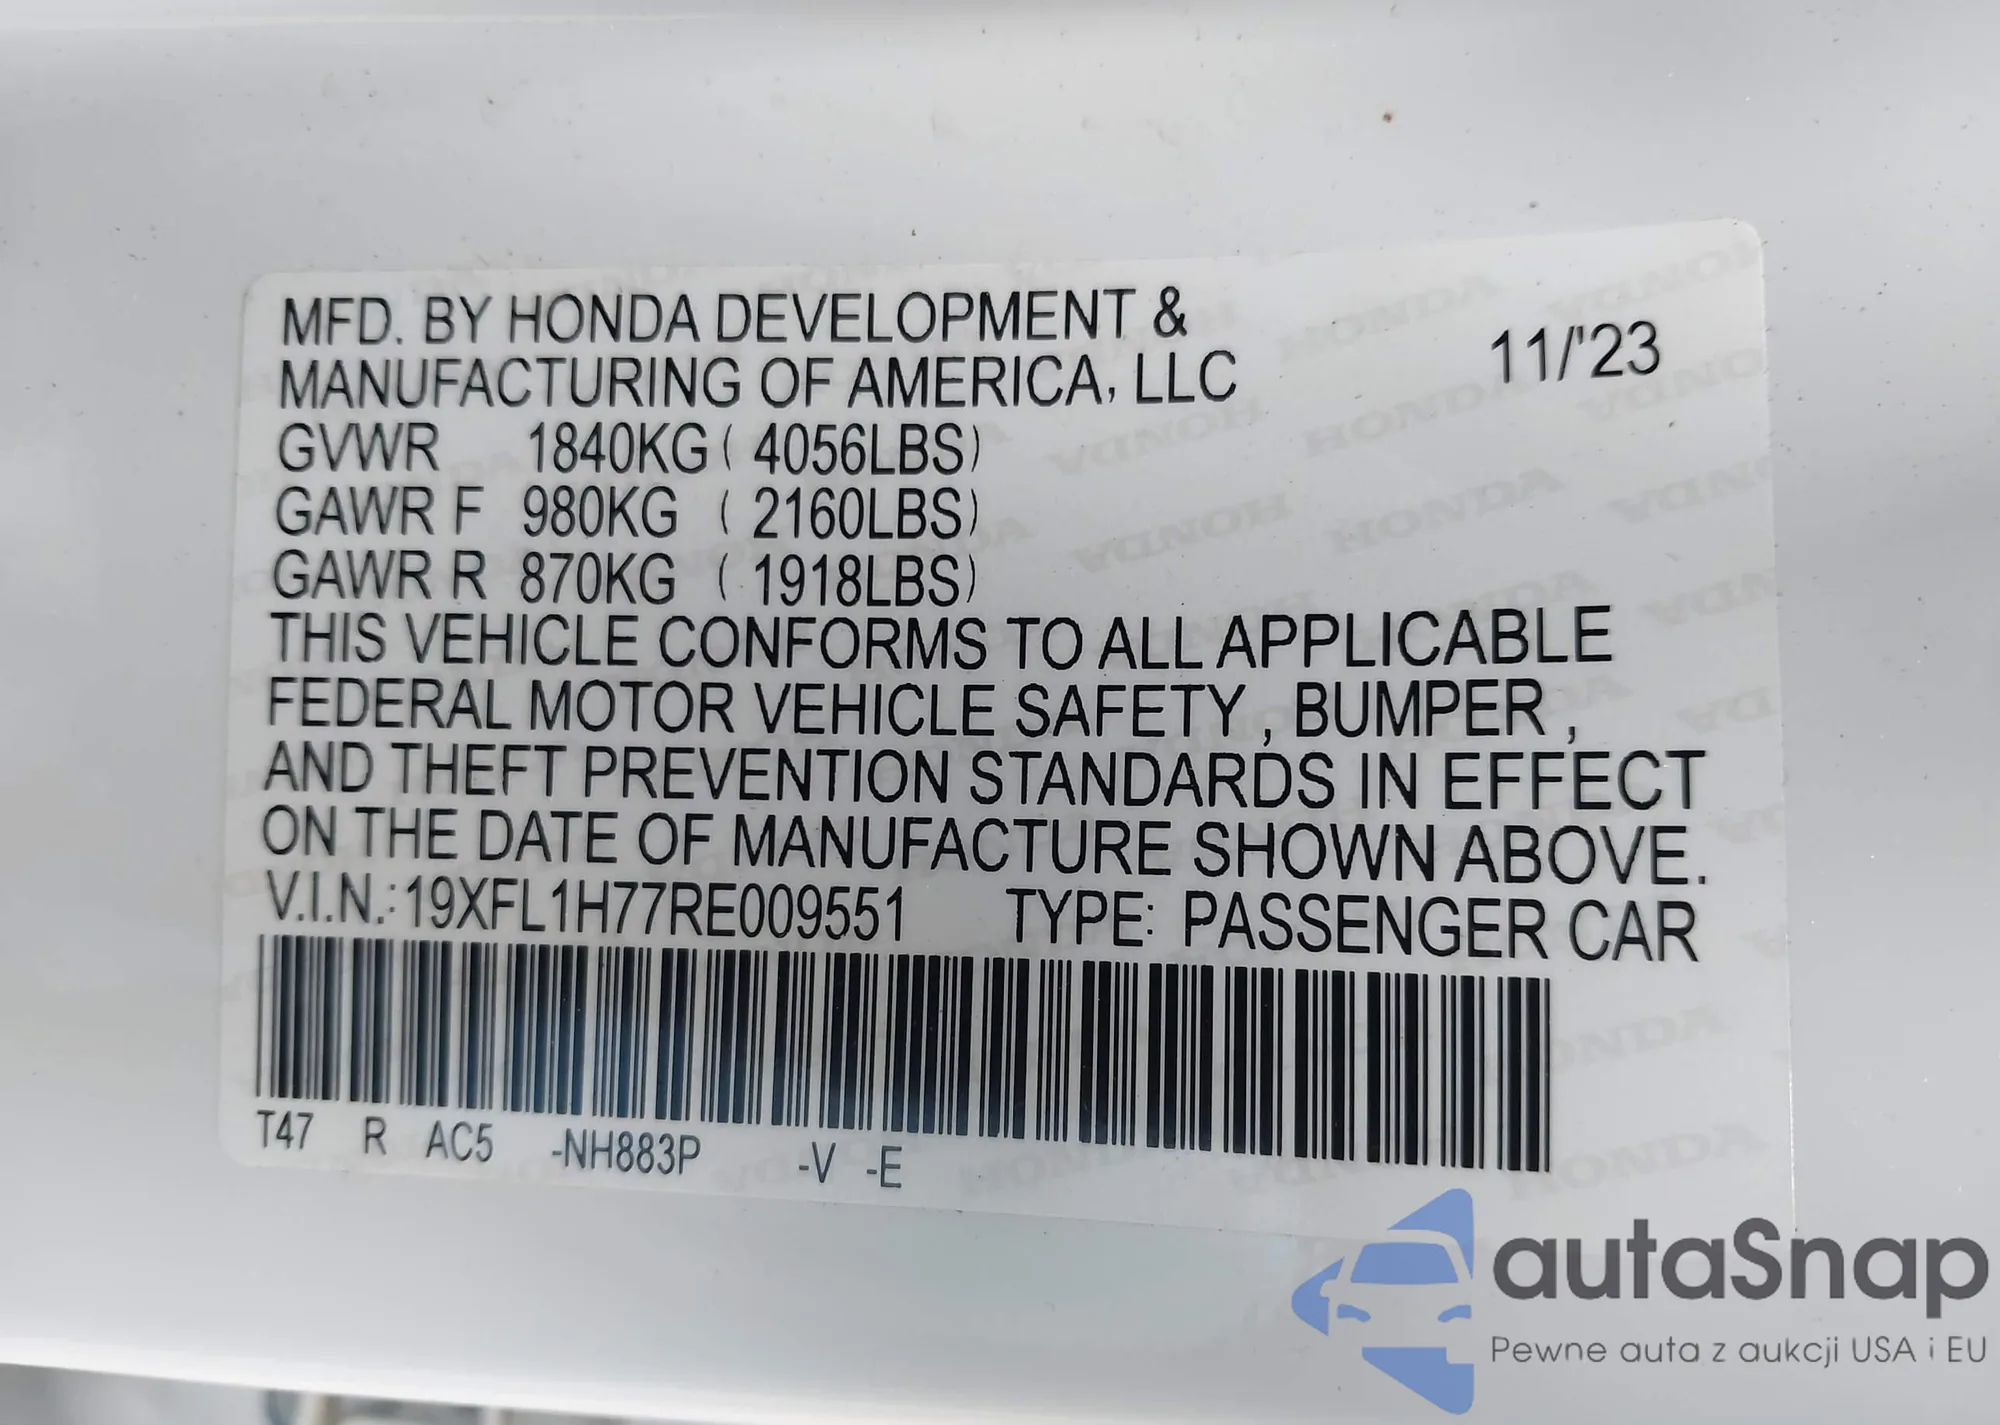 MFD. BY HONDA DEVELOPMENT &
MANUFACTURING OF AMERICA, LLC
11/'23
GVWR 1840KG ( 4056LBS)
GAWR F 980KG ( 2160LBS)
GAWR R 870KG ( 1918LBS)
THIS VEHICLE CONFORMS TO ALL APPLICABLE
FEDERAL MOTOR VEHICLE SAFETY , BUMPER ,
AND THEFT PREVENTION STANDARDS IN EFFECT
ON THE DATE OF MANUFACTURE SHOWN ABOVE.
V.I.N.: 19XFL1H77RE009551 TYPE: PASSENGER CAR
T47 R AC5 -NH883P -V -E
autaSnap
Pewne auta z aukcji USA i EU